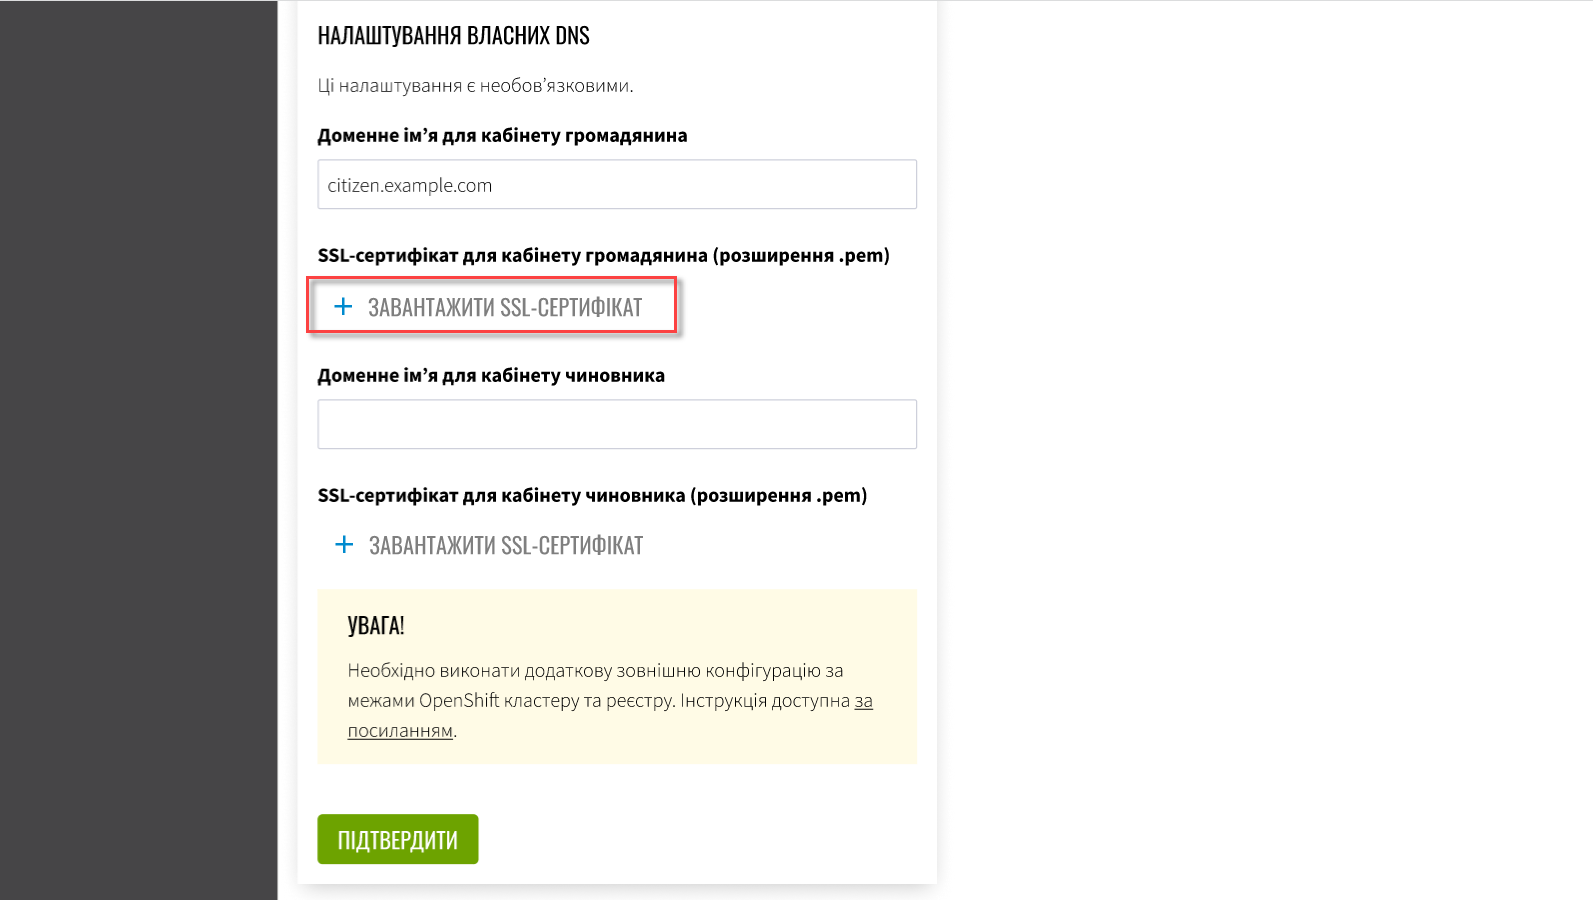 НАЛАШТУВАННЯ ВЛАСНИХ DNS
Ці налаштування є необов’язковими.
Доменне ім’я для кабінету громадянина
citizen.example.com
SSL-сертифікат для кабінету громадянина (розширення .pem)
+ ЗАВАНТАЖИТИ SSL-СЕРТИФІКАТ
Доменне ім’я для кабінету чиновника
SSL-сертифікат для кабінету чиновника (розширення .pem)
+ ЗАВАНТАЖИТИ SSL-СЕРТИФІКАТ
УВАГА!
Необхідно виконати додаткову зовнішню конфігурацію за
межами OpenShift кластеру та реєстру. Інструкція доступна за
посиланням.
ПІДТВЕРДИТИ